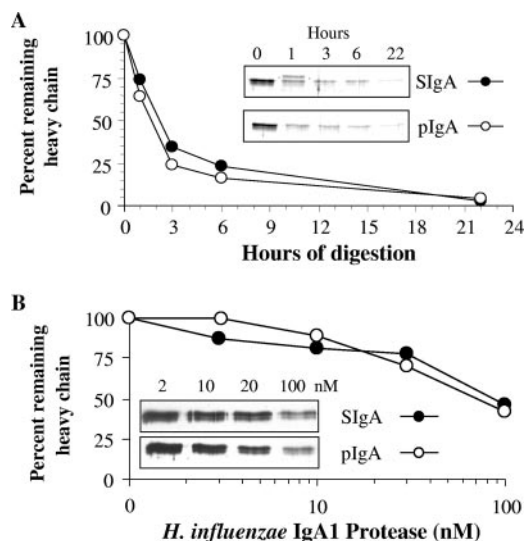 A
Percent remaining
heavy chain
100
75
50
25
0
Hours
0 1 3 6 22
SIgA
pIgA
0 3 6 9 12 15 18 21 24
Hours of digestion
B
Percent remaining
heavy chain
100
75
50
25
2 10 20 100 nM
SIgA
pIgA
0 10 100
H. influenzae IgA1 Protease (nM)